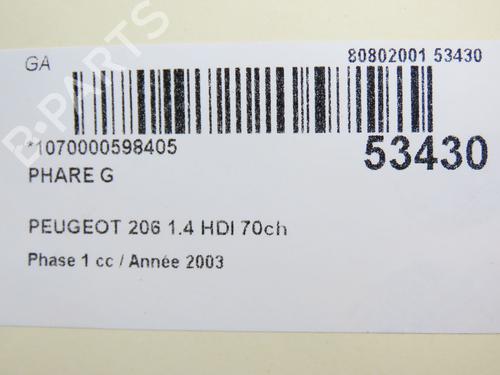 GA
80802001 53430
*1070000598405
53430
PHARE G
PEUGEOT 206 1.4 HDI 70ch
Phase 1 cc / Année 2003
B-PARTS